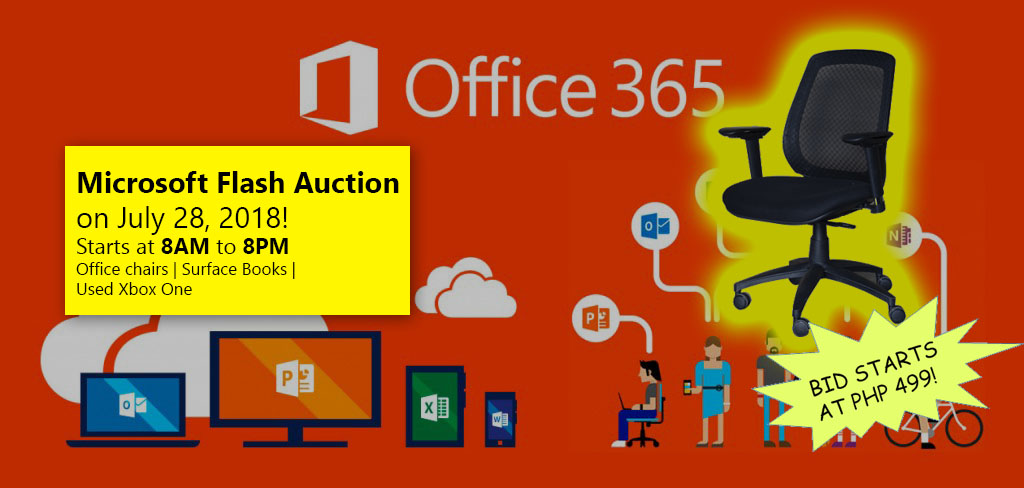 Office 365
Microsoft Flash Auction
on July 28, 2018!
Starts at 8AM to 8PM
Office chairs | Surface Books |
Used Xbox One
BID STARTS
AT PHP 499!
O
P
X
W
O
P
N